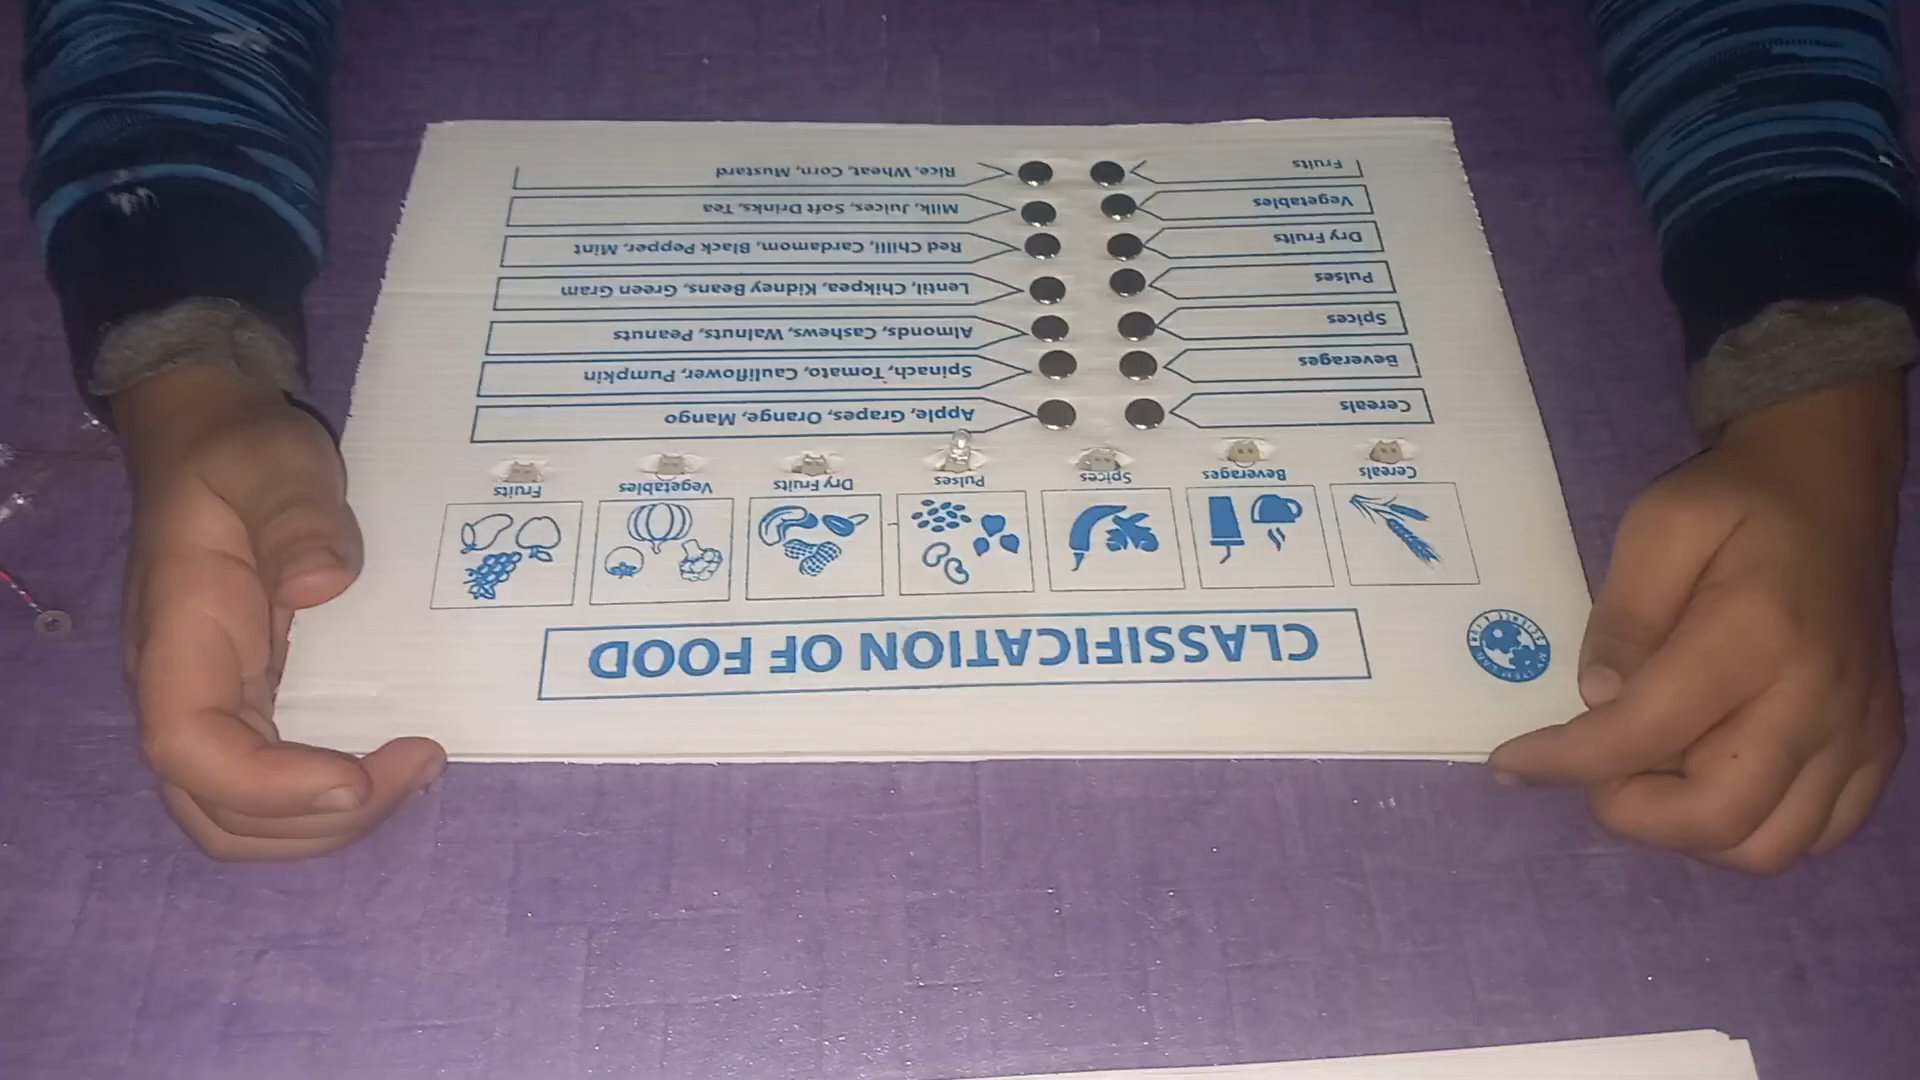 CLASSIFICATION OF FOOD
Cereals
Beverages
Spices
Pulses
Dry Fruits
Vegetables
Fruits
Cereals
Apple, Grapes, Orange, Mango
Beverages
Spinach, Tomato, Cauliflower, Pumpkin
Spices
Almonds, Cashews, Walnuts, Peanuts
Pulses
Lentil, Chikpea, Kidney Beans, Green Gram
Dry Fruits
Red Chilli, Cardamom, Black Pepper, Mint
Vegetables
Milk, Juices, Soft Drinks, Tea
Fruits
Rice, Wheat, Corn, Mustard